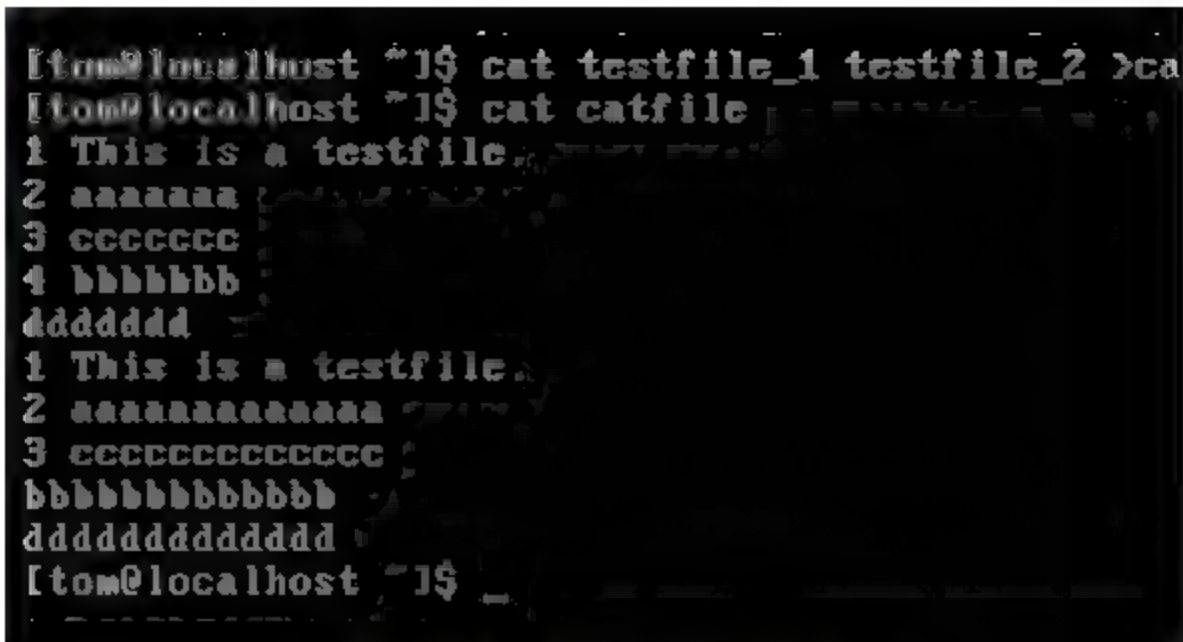 [tom@localhost ~]$ cat testfile_1 testfile_2 >ca
[tom@localhost ~]$ cat catfile
1 This is a testfile.
2 aaaaaaa
3 ccccccc
4 bbbbbbb
ddddddd
1 This is a testfile.
2 aaaaaaaaaaaaa
3 ccccccccccccc
bbbbbbbbbbbbb
ddddddddddddd
[tom@localhost ~]$ _